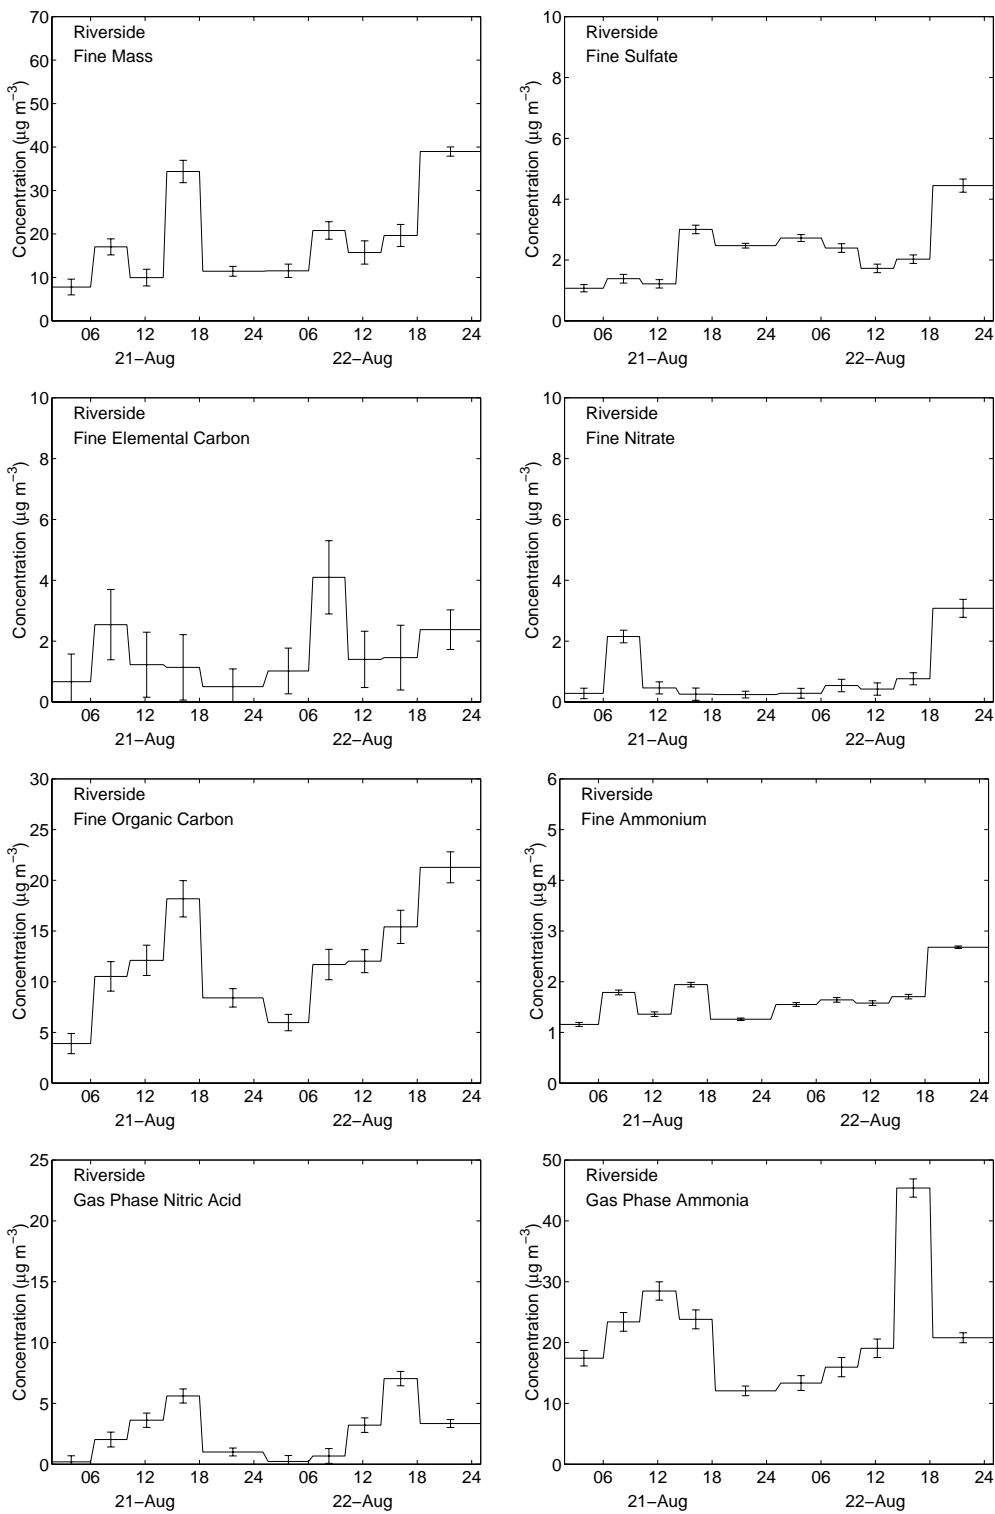 Riverside
Fine Mass
Concentration (µg m−3)
70
60
50
40
30
20
10
0
06 12 18 24 06 12 18 24
21−Aug 22−Aug
Riverside
Fine Sulfate
Concentration (µg m−3)
10
8
6
4
2
0
06 12 18 24 06 12 18 24
21−Aug 22−Aug
Riverside
Fine Elemental Carbon
Concentration (µg m−3)
10
8
6
4
2
0
06 12 18 24 06 12 18 24
21−Aug 22−Aug
Riverside
Fine Nitrate
Concentration (µg m−3)
10
8
6
4
2
0
06 12 18 24 06 12 18 24
21−Aug 22−Aug
Riverside
Fine Organic Carbon
Concentration (µg m−3)
30
25
20
15
10
5
0
06 12 18 24 06 12 18 24
21−Aug 22−Aug
Riverside
Fine Ammonium
Concentration (µg m−3)
6
5
4
3
2
1
0
06 12 18 24 06 12 18 24
21−Aug 22−Aug
Riverside
Gas Phase Nitric Acid
Concentration (µg m−3)
25
20
15
10
5
0
06 12 18 24 06 12 18 24
21−Aug 22−Aug
Riverside
Gas Phase Ammonia
Concentration (µg m−3)
50
40
30
20
10
0
06 12 18 24 06 12 18 24
21−Aug 22−Aug